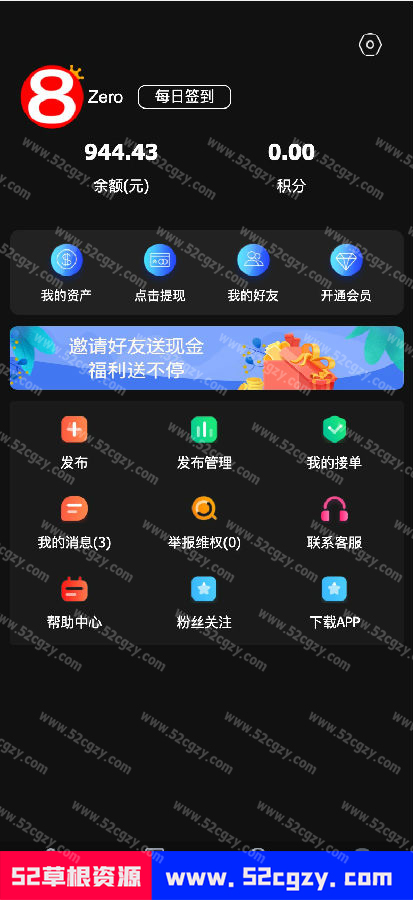 8
Zero
每日签到
944.43
0.00
余额(元)
积分
我的资产
点击提现
我的好友
开通会员
邀请好友送现金
福利送不停
发布
发布管理
我的接单
我的消息(3)
举报维权(0)
联系客服
帮助中心
粉丝关注
下载APP
www.52cgzy.com
52草根资源
www.52cgzy.com